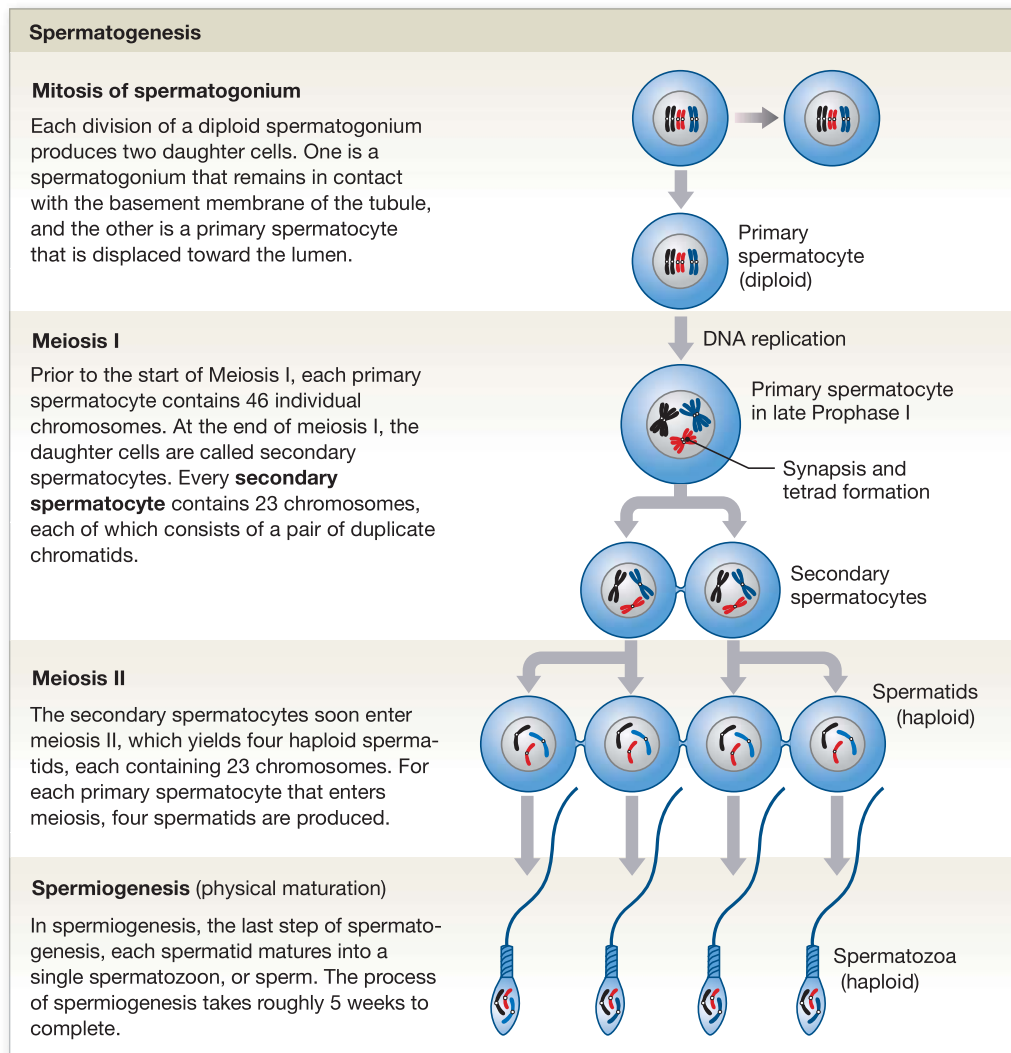 Spermatogenesis
Mitosis of spermatogonium
Each division of a diploid spermatogonium
produces two daughter cells. One is a
spermatogonium that remains in contact
with the basement membrane of the tubule,
and the other is a primary spermatocyte
that is displaced toward the lumen.
Primary
spermatocyte
(diploid)
Meiosis I
Prior to the start of Meiosis I, each primary
spermatocyte contains 46 individual
chromosomes. At the end of meiosis I, the
daughter cells are called secondary
spermatocytes. Every secondary
spermatocyte contains 23 chromosomes,
each of which consists of a pair of duplicate
chromatids.
DNA replication
Primary spermatocyte
in late Prophase I
Synapsis and
tetrad formation
Secondary
spermatocytes
Meiosis II
The secondary spermatocytes soon enter
meiosis II, which yields four haploid sperma-
tids, each containing 23 chromosomes. For
each primary spermatocyte that enters
meiosis, four spermatids are produced.
Spermatids
(haploid)
Spermiogenesis (physical maturation)
In spermiogenesis, the last step of spermato-
genesis, each spermatid matures into a
single spermatozoon, or sperm. The process
of spermiogenesis takes roughly 5 weeks to
complete.
Spermatozoa
(haploid)